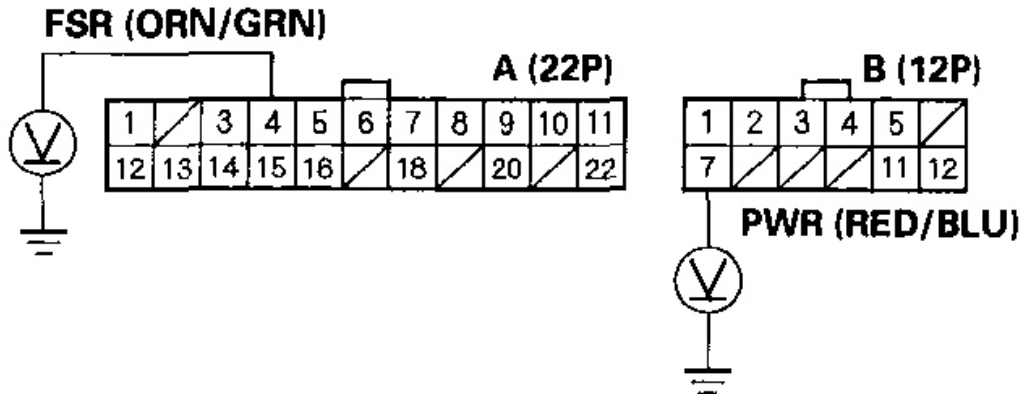 FSR (ORN/GRN)
A (22P)
B (12P)
1 3 4 5 6 7 8 9 10 11
1 2 3 4 5
12 13 14 15 16 18 20 22
7 11 12
PWR (RED/BLU)
V
V